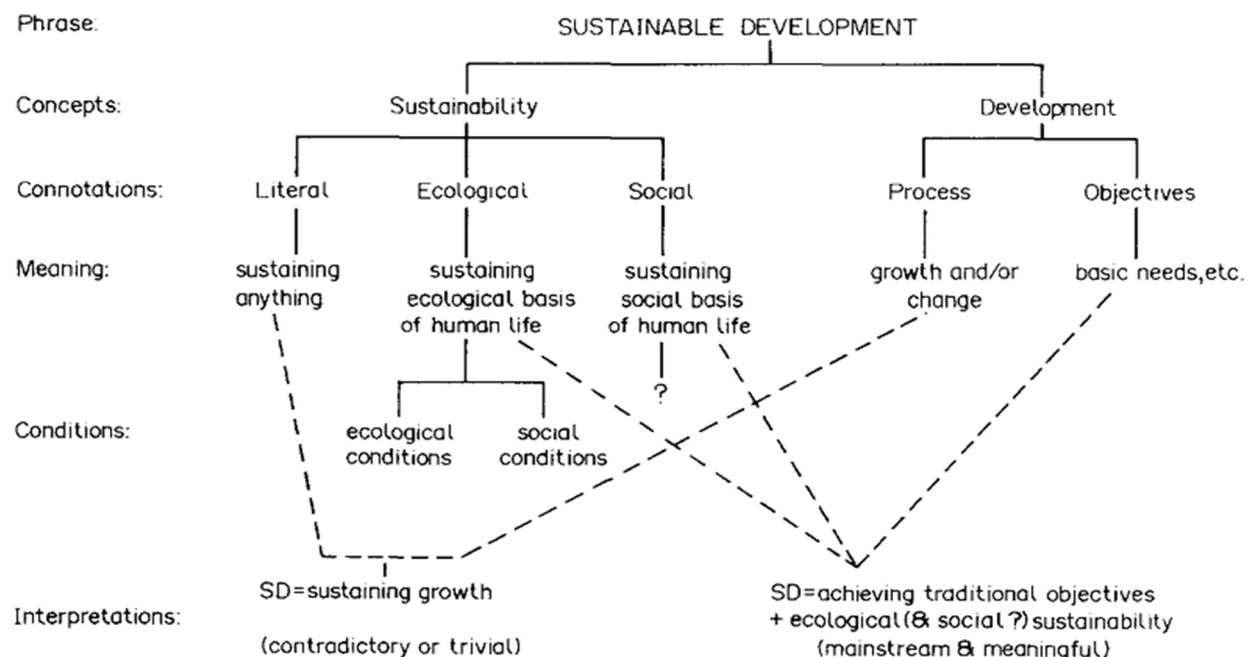 Phrase: SUSTAINABLE DEVELOPMENT
Concepts: Sustainability Development
Connotations: Literal Ecological Social Process Objectives
Meaning: sustaining sustaining sustaining growth and/or basic needs,etc.
anything ecological basis social basis change
of human life of human life
?
Conditions: ecological social
conditions conditions
SD=sustaining growth SD=achieving traditional objectives
Interpretations: + ecological(& social?) sustainability
(contradictory or trivial) (mainstream & meaningful)